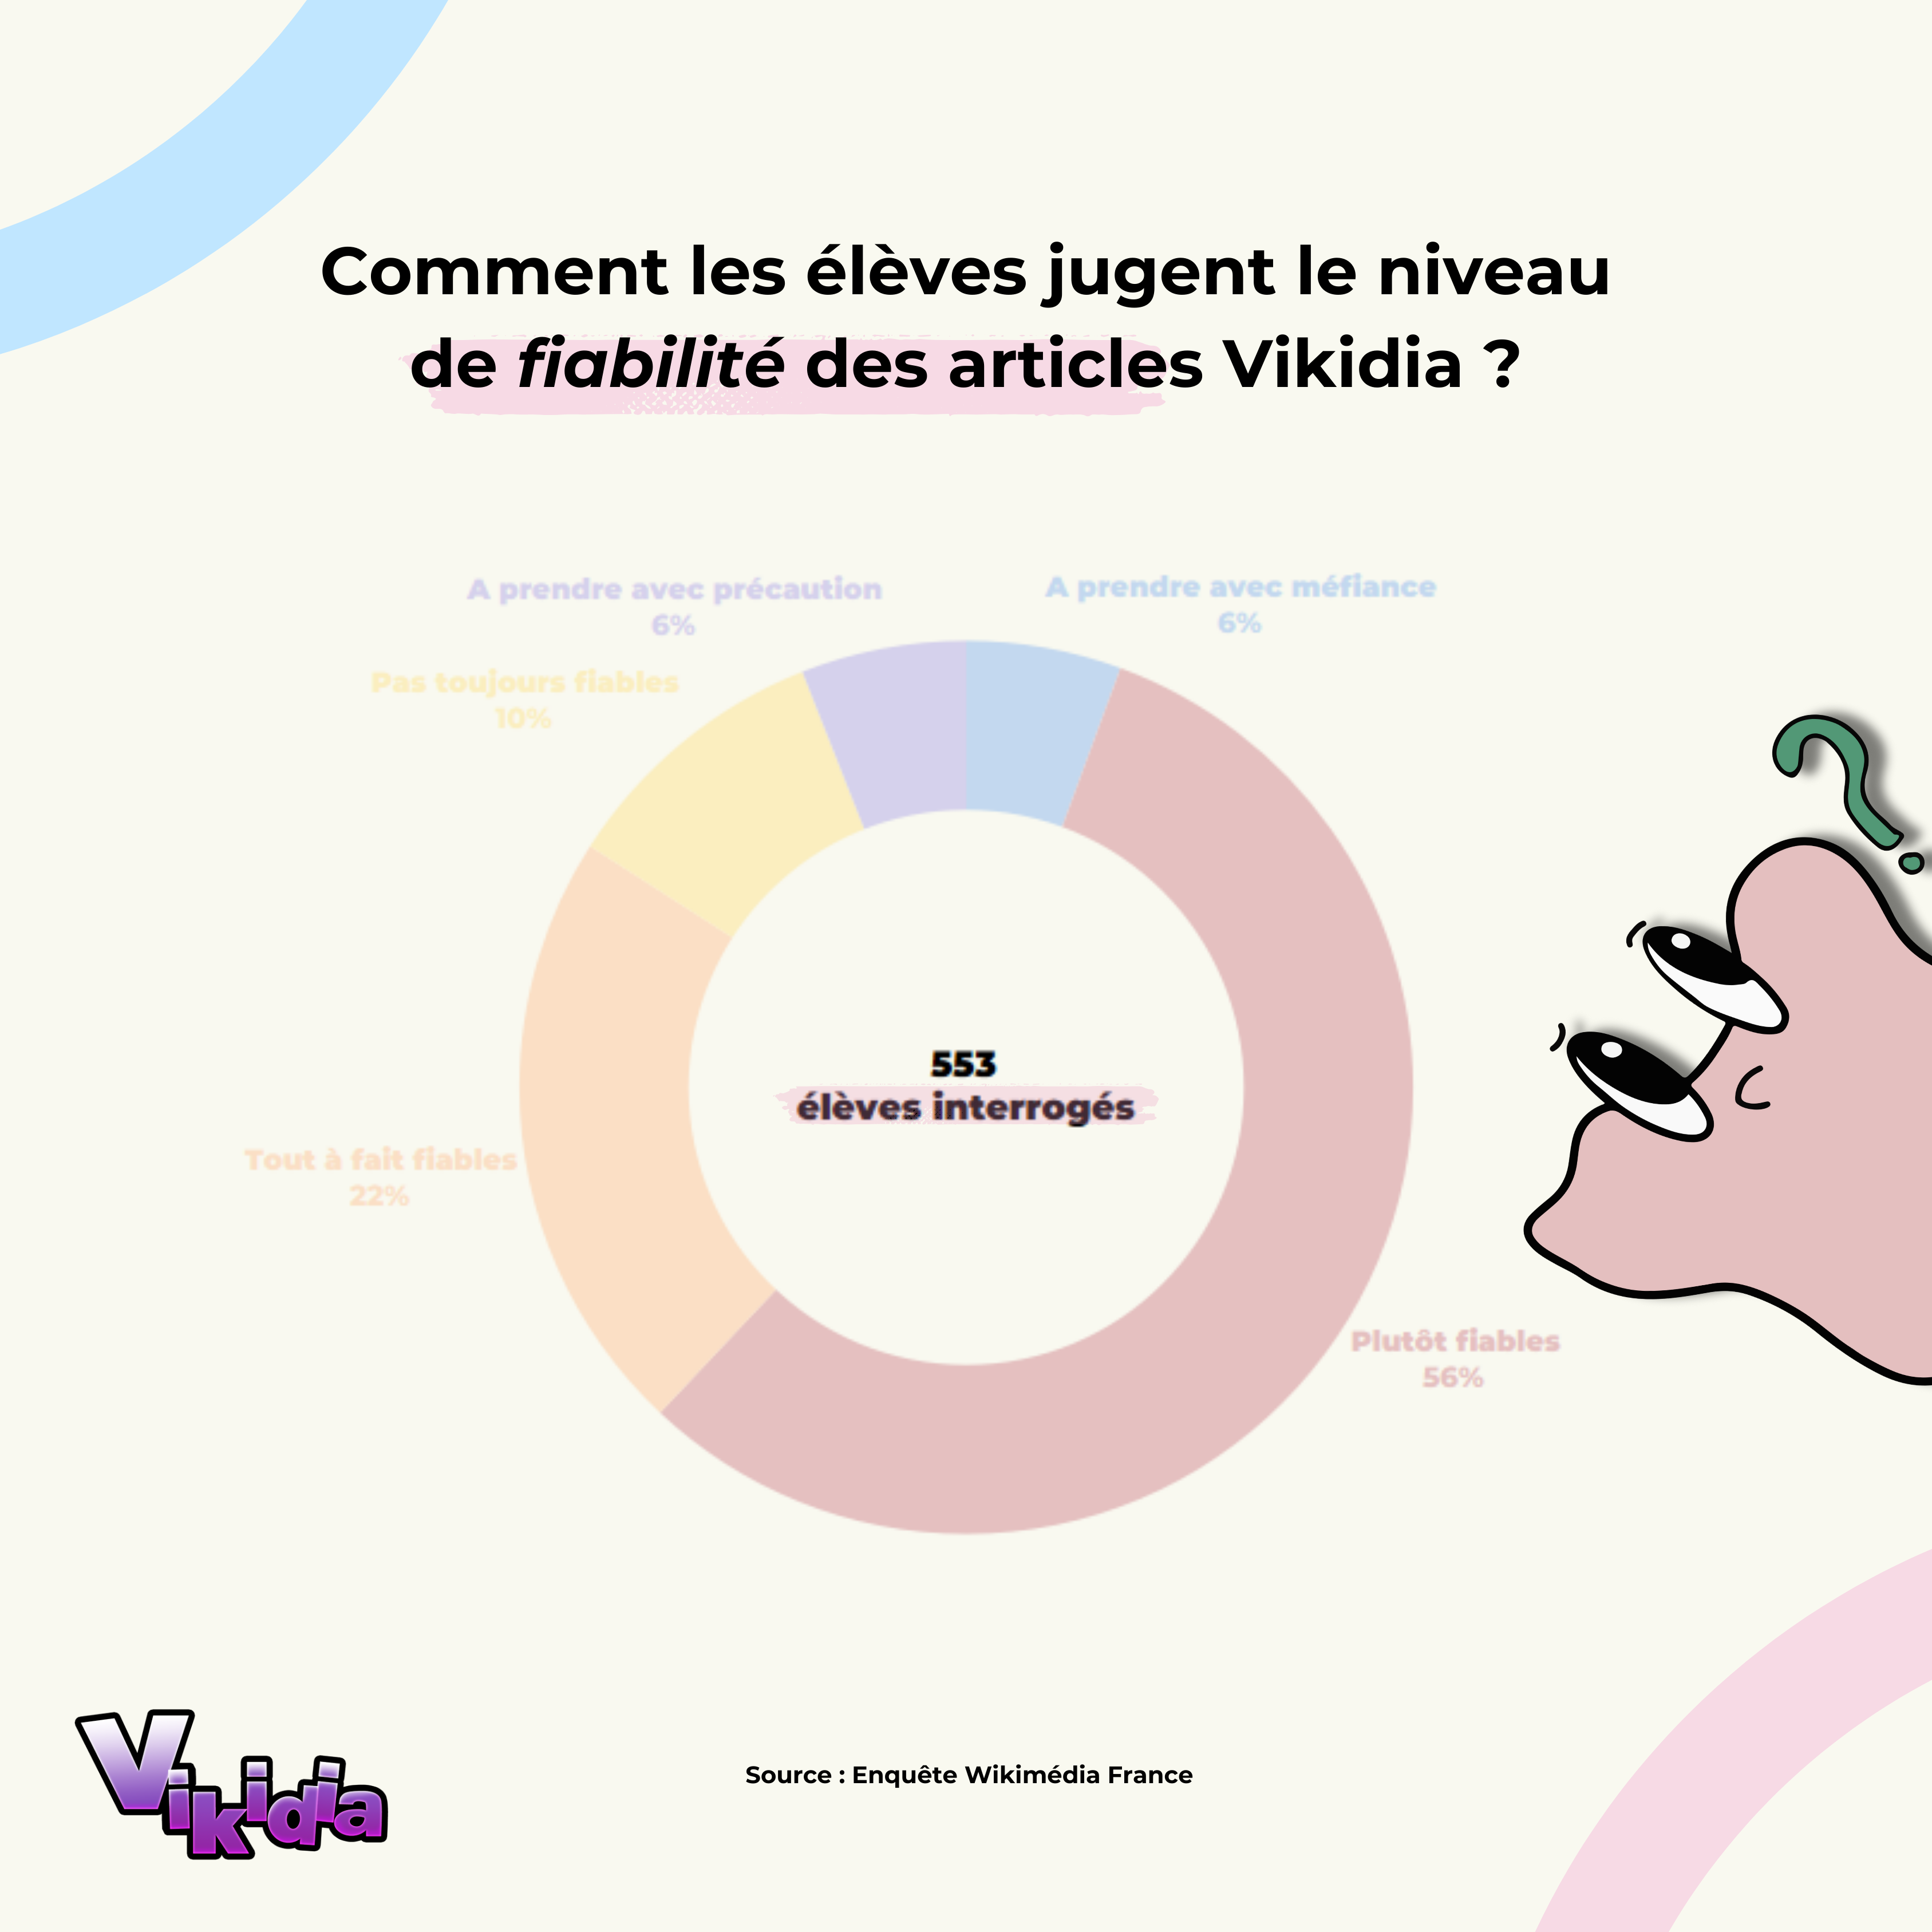 Comment les élèves jugent le niveau
de fiabilité des articles Vikidia ?
A prendre avec précaution
6%
A prendre avec méfiance
6%
Pas toujours fiables
10%
553
élèves interrogés
Tout à fait fiables
22%
Plutôt fiables
56%
Vikidia
Source : Enquête Wikimédia France